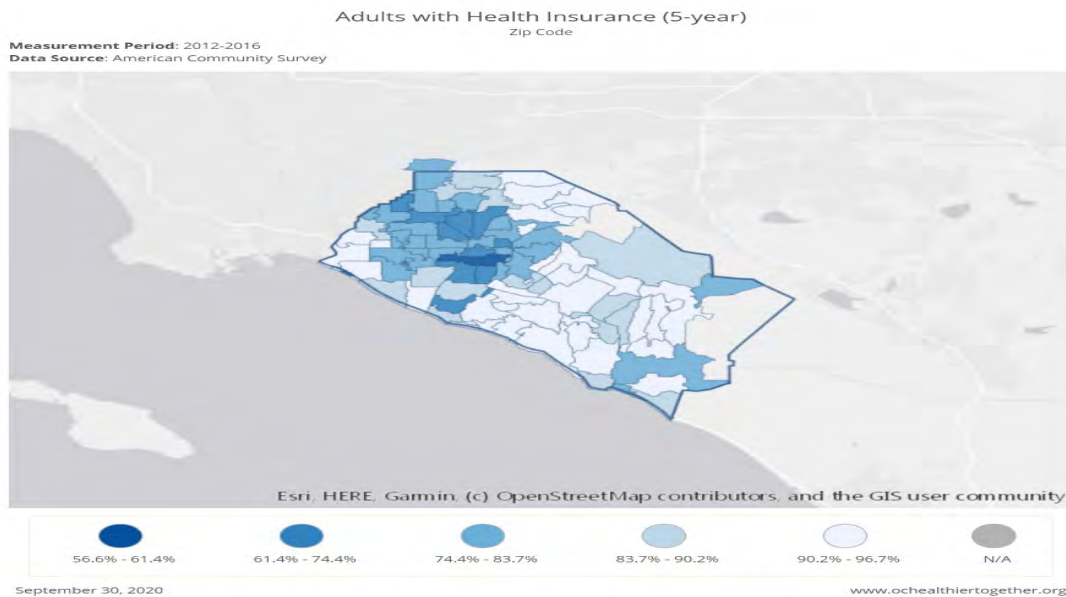 Adults with Health Insurance (5-year)
Zip Code
Measurement Period: 2012-2016
Data Source: American Community Survey
Esri, HERE, Garmin, (c) OpenStreetMap contributors, and the GIS user community
56.6% - 61.4% 61.4% - 74.4% 74.4% - 83.7% 83.7% - 90.2% 90.2% - 96.7% N/A
September 30, 2020 www.ochealthiertogether.org